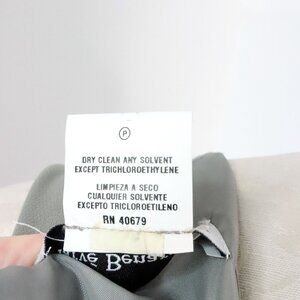 P
DRY CLEAN ANY SOLVENT
EXCEPT TRICHLOROETHYLENE
LIMPIEZA A SECO
CUALQUIER SOLVENTE
EXCEPTO TRICLOROETILENO
RN 40679